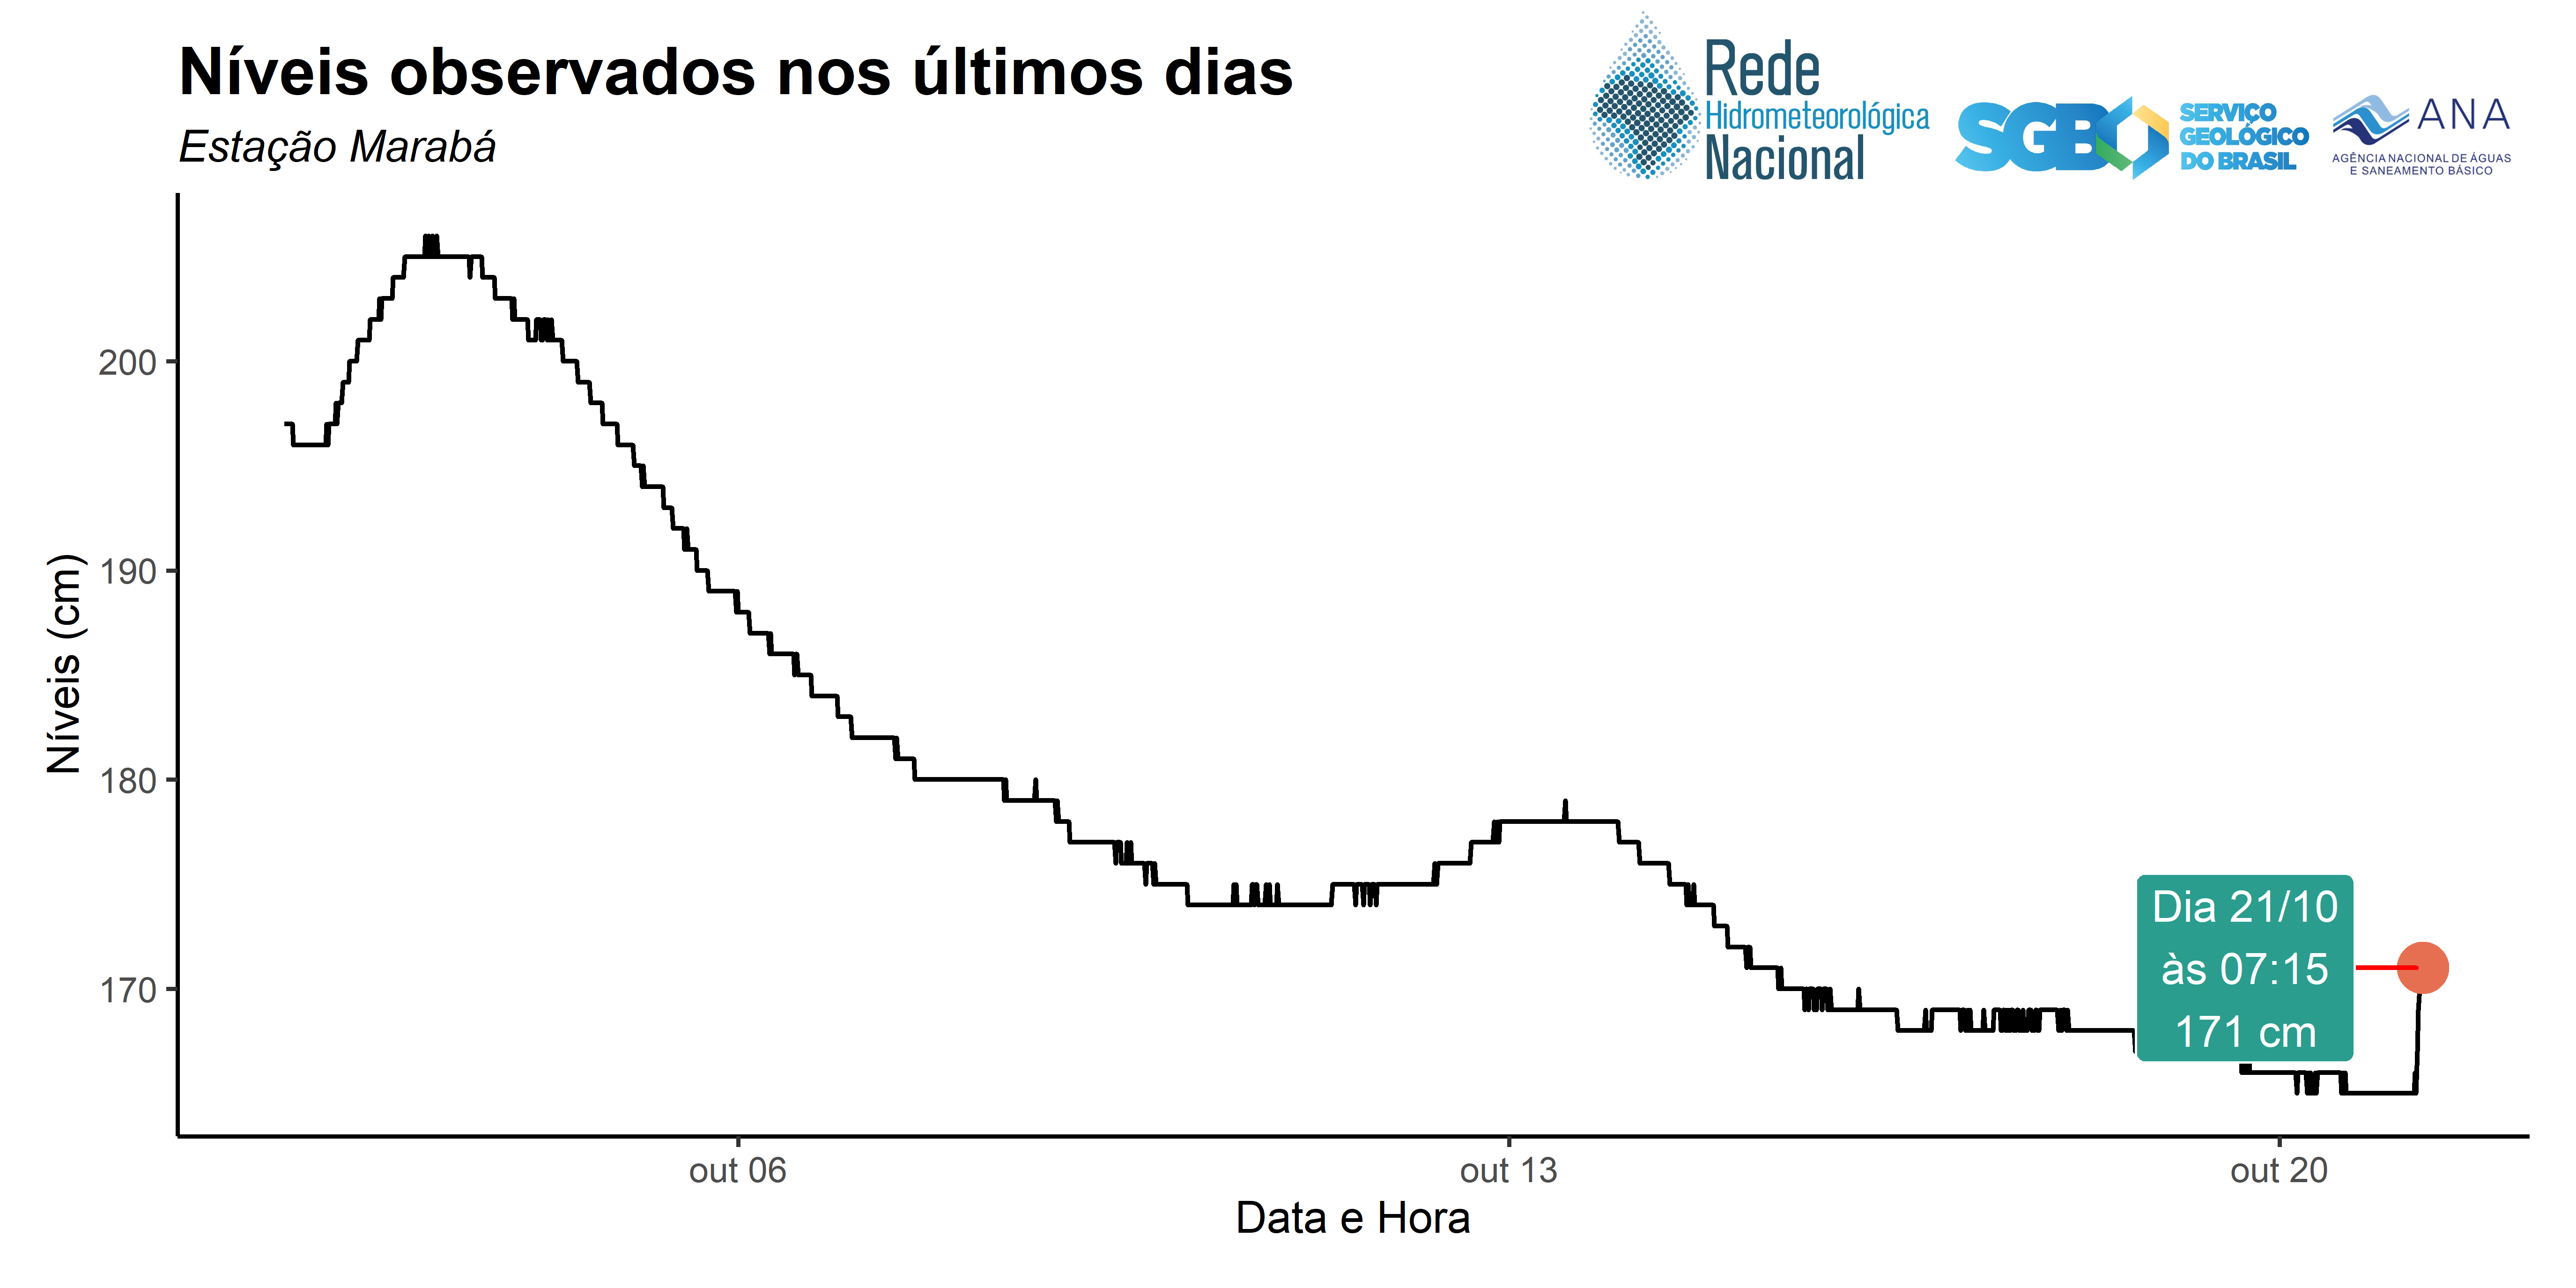 Níveis observados nos últimos dias
Estação Marabá
Rede
Hidrometeorológica
Nacional
SGB
SERVIÇO
GEOLÓGICO
DO BRASIL
ANA
AGÊNCIA NACIONAL DE ÁGUAS
E SANEAMENTO BÁSICO
Níveis (cm)
200
190
180
170
Dia 21/10
às 07:15
171 cm
out 06
out 13
out 20
Data e Hora